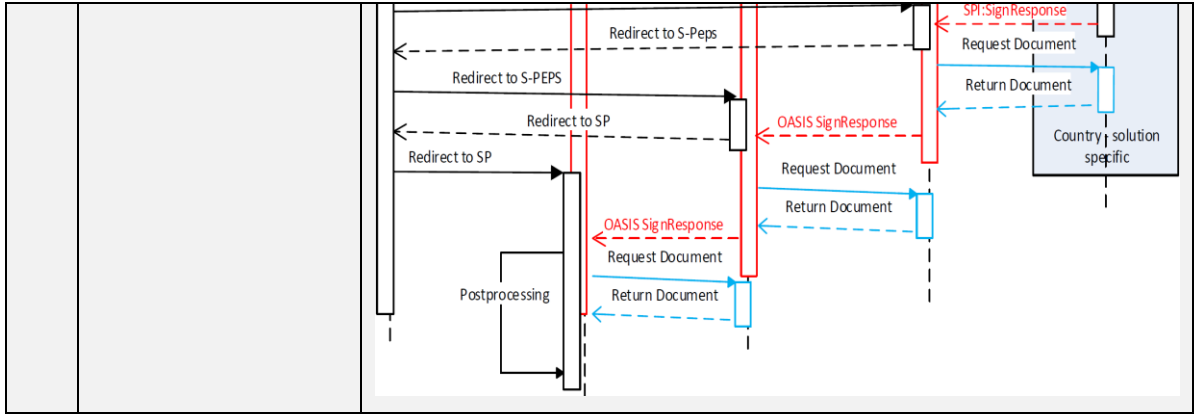 SPI:SignResponse
Redirect to S-Peps
Request Document
Redirect to S-PEPS
Return Document
Redirect to SP
OASIS SignResponse
Country - solution
specific
Redirect to SP
Request Document
Return Document
OASIS SignResponse
Request Document
Postprocessing
Return Document